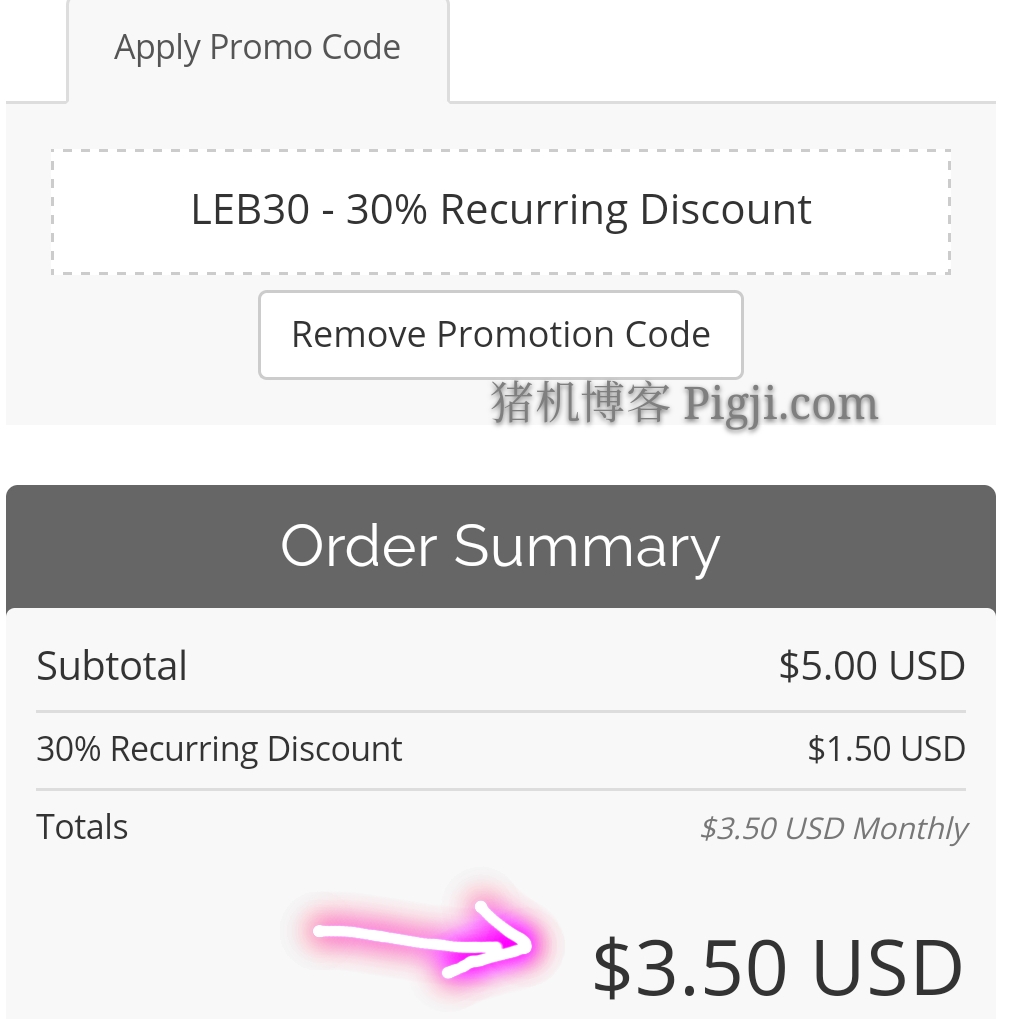 Apply Promo Code
LEB30 - 30% Recurring Discount
Remove Promotion Code
猪机博客 Pigji.com
Order Summary
Subtotal $5.00 USD
30% Recurring Discount $1.50 USD
Totals $3.50 USD Monthly
$3.50 USD